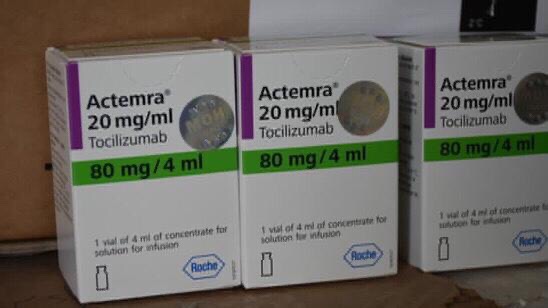 Actemra®
20 mg/ml
Tocilizumab
80 mg/4 ml
1 vial of 4 ml of concentrate for
solution for infusion
Roche
Actemra®
20 mg/ml
Tocilizumab
80 mg/4 ml
1 vial of 4 ml of concentrate for
solution for infusion
Roche
Actemra®
20 mg/ml
Tocilizumab
80 mg/4 ml
1 vial of 4 ml of concentrate for
solution for infusion
Roche